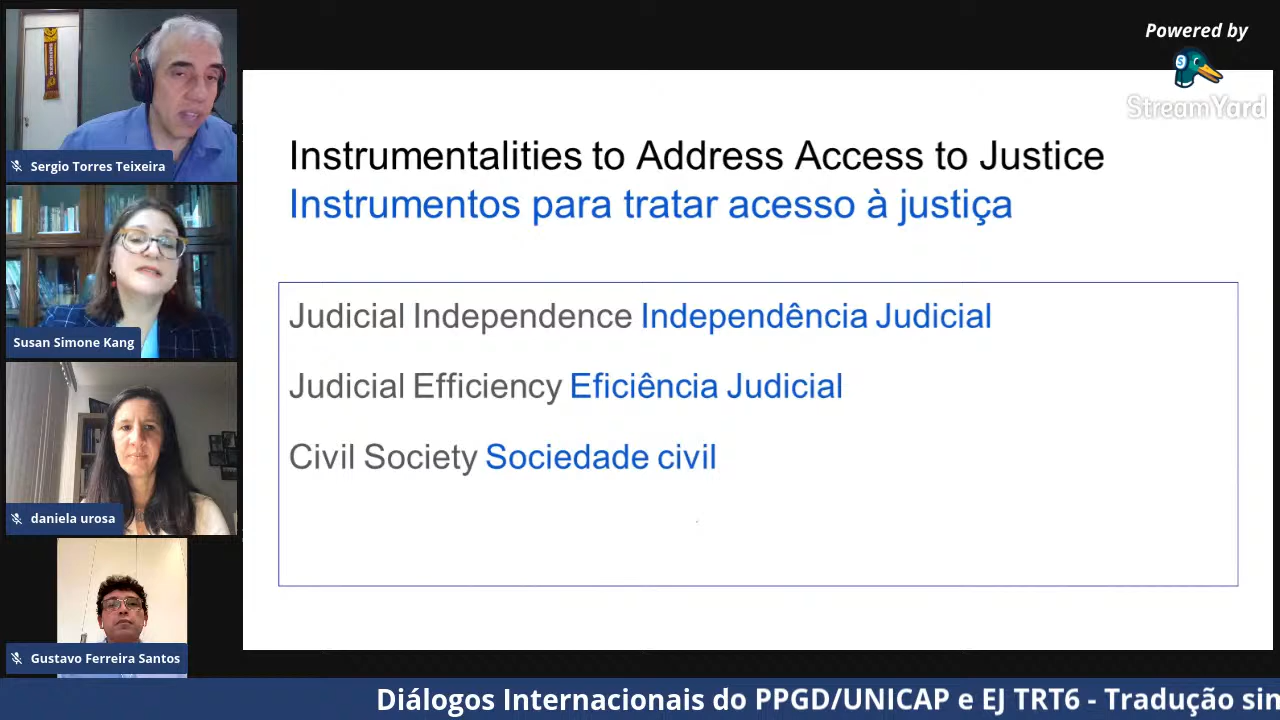 Powered by
StreamYard
Sergio Torres Teixeira
Susan Simone Kang
daniela urosa
Gustavo Ferreira Santos
Instrumentalities to Address Access to Justice
Instrumentos para tratar acesso à justiça
Judicial Independence Independência Judicial
Judicial Efficiency Eficiência Judicial
Civil Society Sociedade civil
Diálogos Internacionais do PPGD/UNICAP e EJ TRT6 - Tradução sin